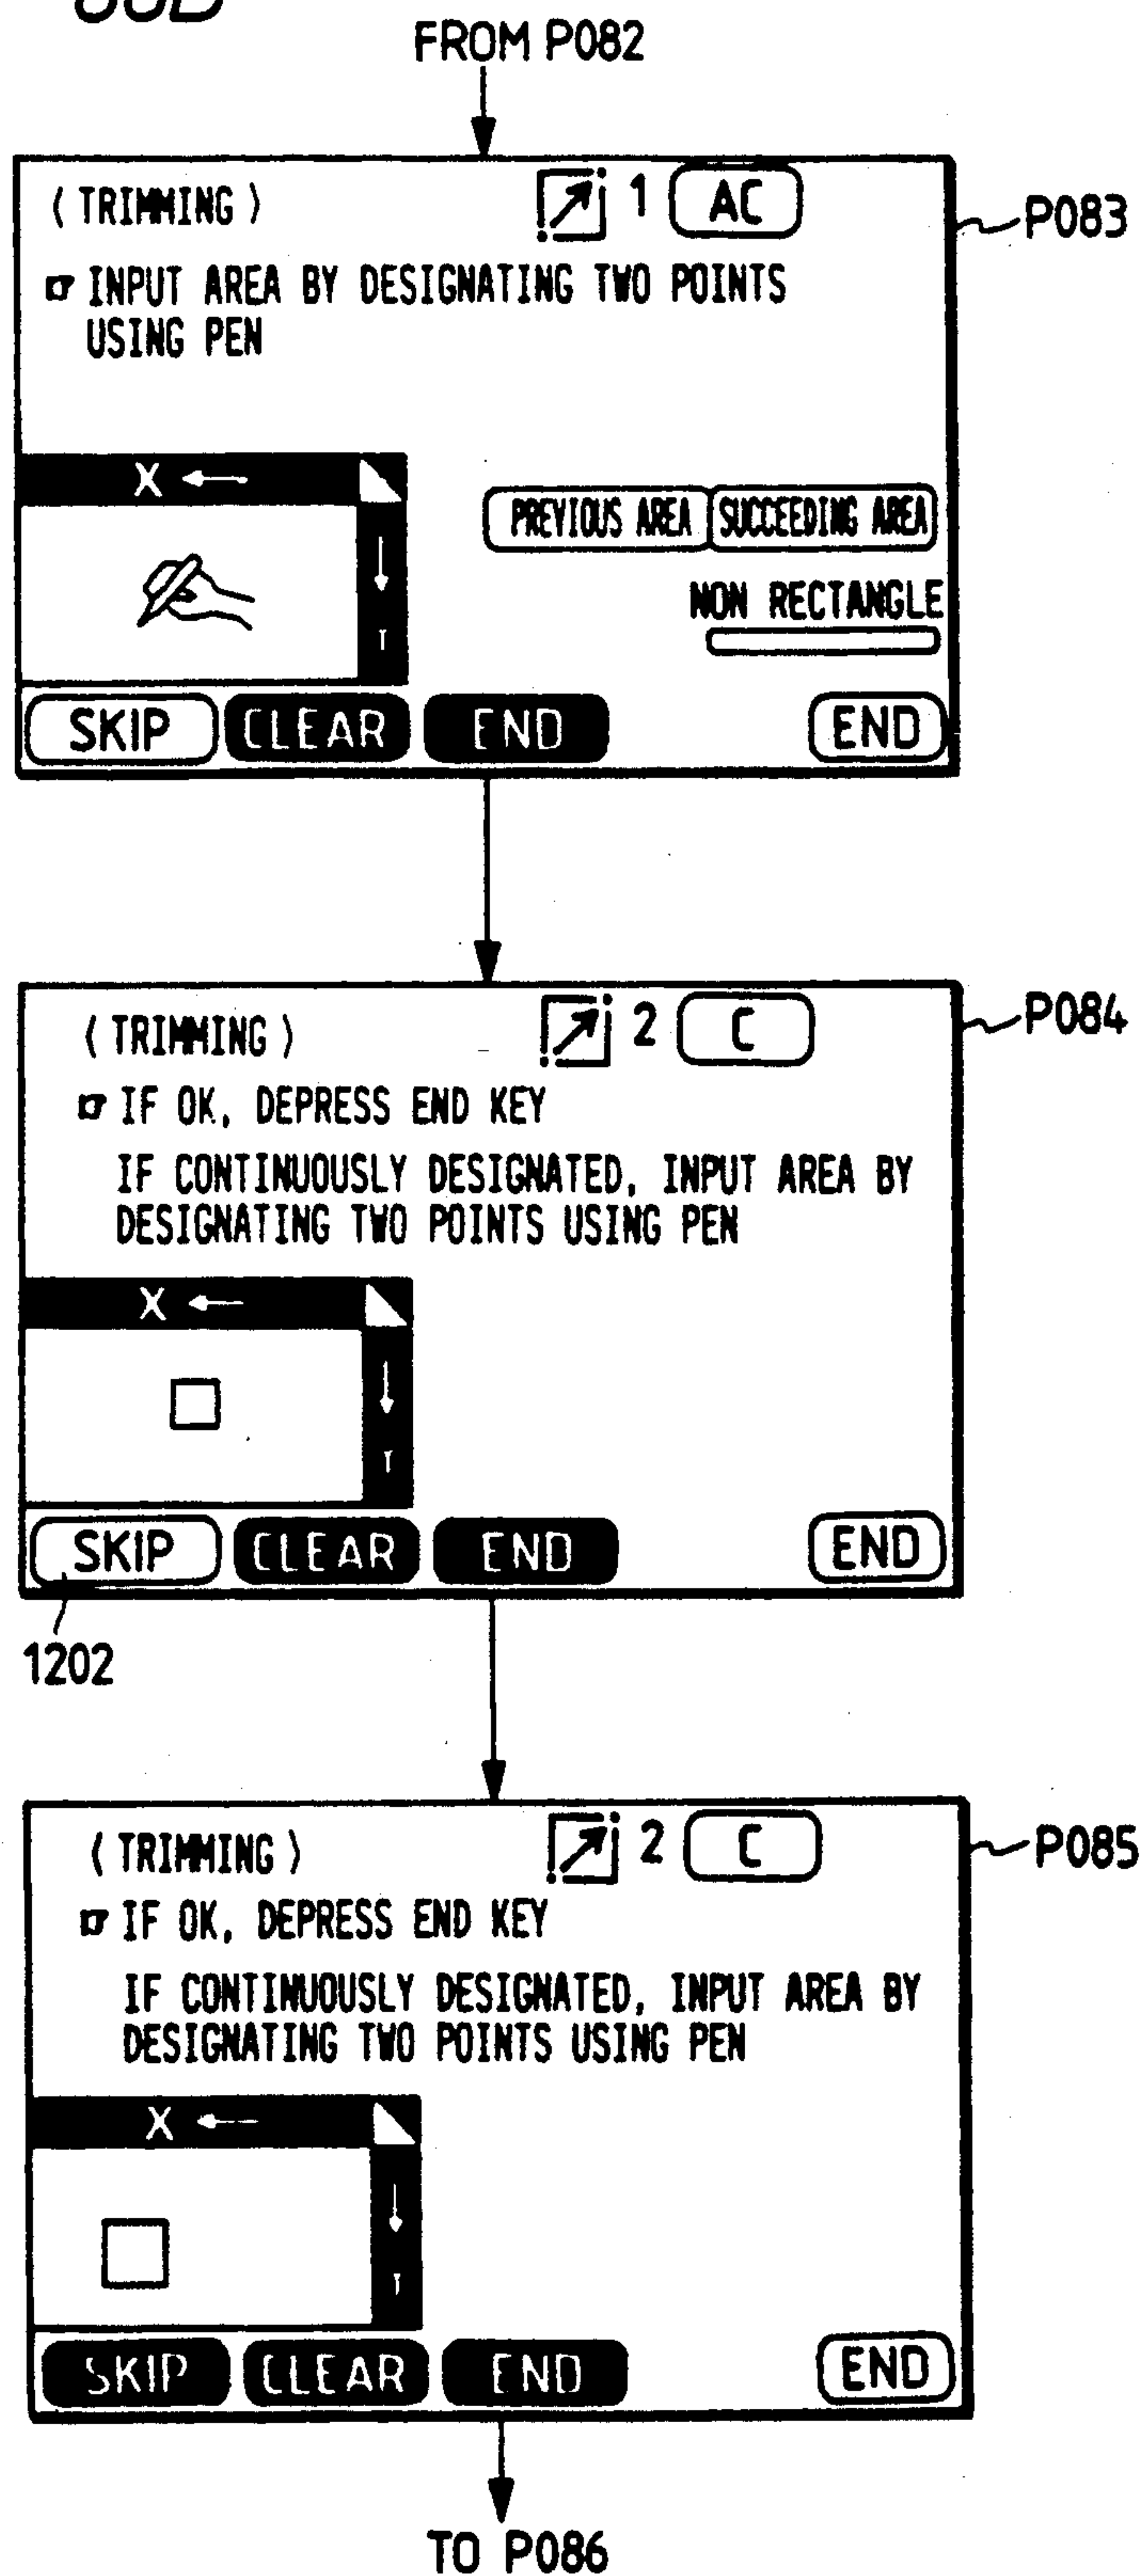 FROM P082
⟨ TRIMMING ⟩ 1 AC
P083
☞ INPUT AREA BY DESIGNATING TWO POINTS
USING PEN
X ←
PREVIOUS AREA SUCCEEDING AREA
NON RECTANGLE
SKIP CLEAR END END
⟨ TRIMMING ⟩ 2 C
P084
☞ IF OK, DEPRESS END KEY
IF CONTINUOUSLY DESIGNATED, INPUT AREA BY
DESIGNATING TWO POINTS USING PEN
X ←
SKIP CLEAR END END
1202
⟨ TRIMMING ⟩ 2 C
P085
☞ IF OK, DEPRESS END KEY
IF CONTINUOUSLY DESIGNATED, INPUT AREA BY
DESIGNATING TWO POINTS USING PEN
X ←
SKIP CLEAR END END
TO P086